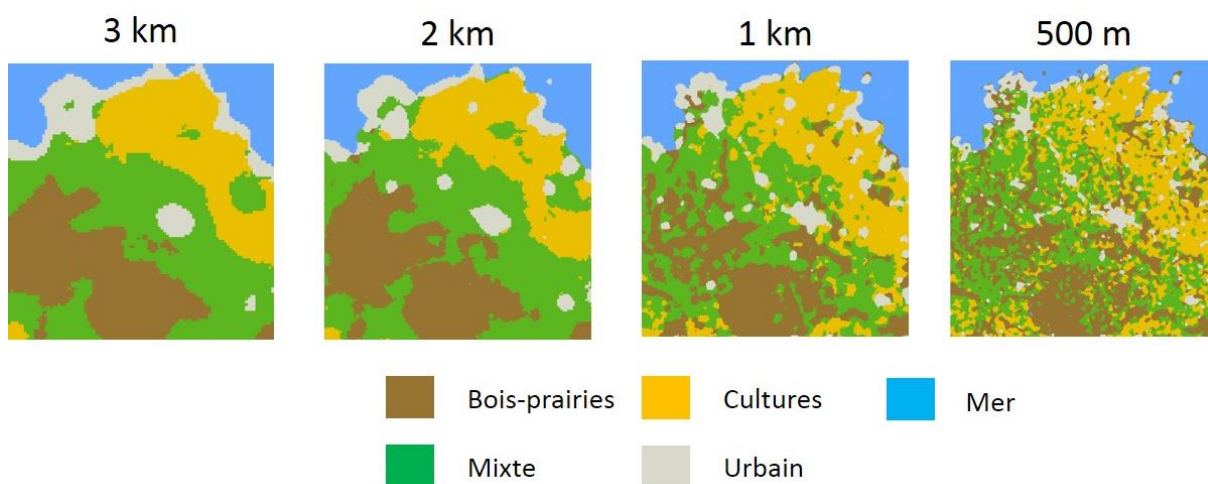 3 km
2 km
1 km
500 m
Bois-prairies
Cultures
Mer
Mixte
Urbain